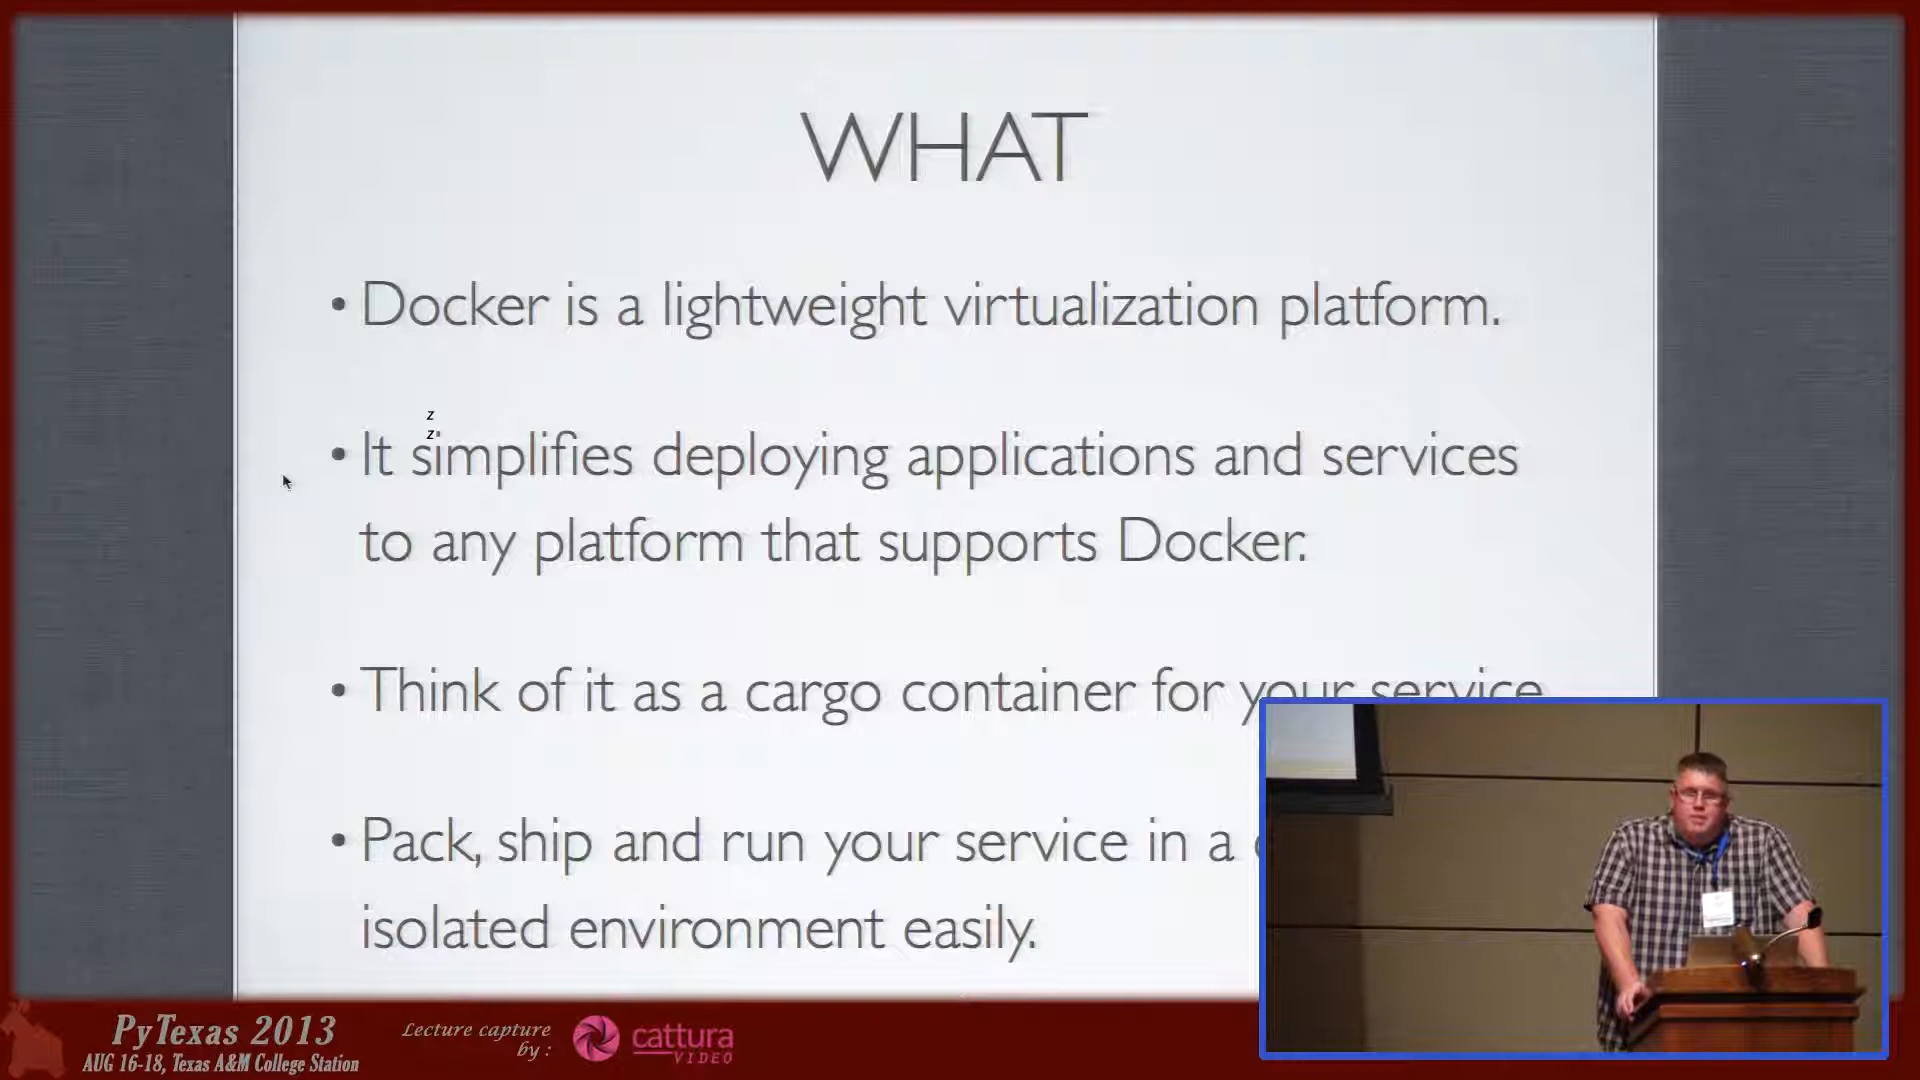 WHAT
• Docker is a lightweight virtualization platform.
z
z
• It simplifies deploying applications and services
to any platform that supports Docker.
• Think of it as a cargo container for your service
• Pack, ship and run your service in a
isolated environment easily.
PyTexas 2013
AUG 16-18, Texas A&M College Station
Lecture capture
by :
cattura
VIDEO